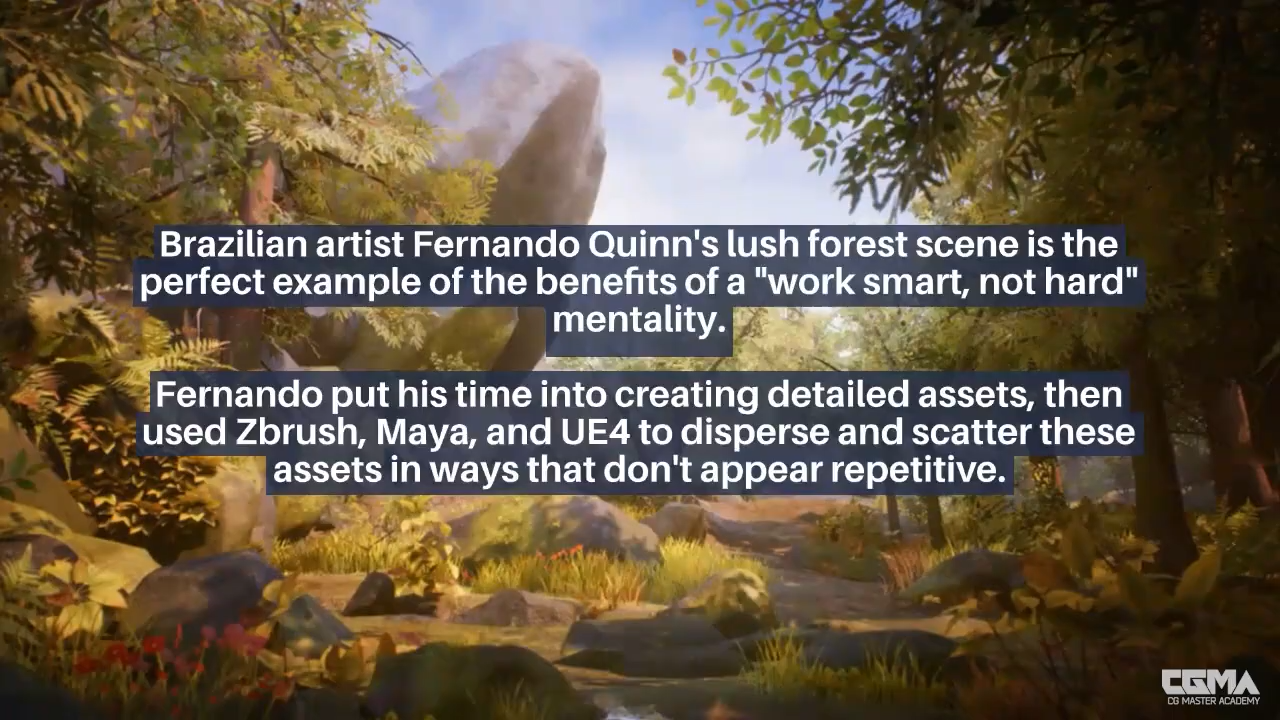 Brazilian artist Fernando Quinn's lush forest scene is the
perfect example of the benefits of a "work smart, not hard"
mentality.
Fernando put his time into creating detailed assets, then
used Zbrush, Maya, and UE4 to disperse and scatter these
assets in ways that don't appear repetitive.
CGMA
CG MASTER ACADEMY